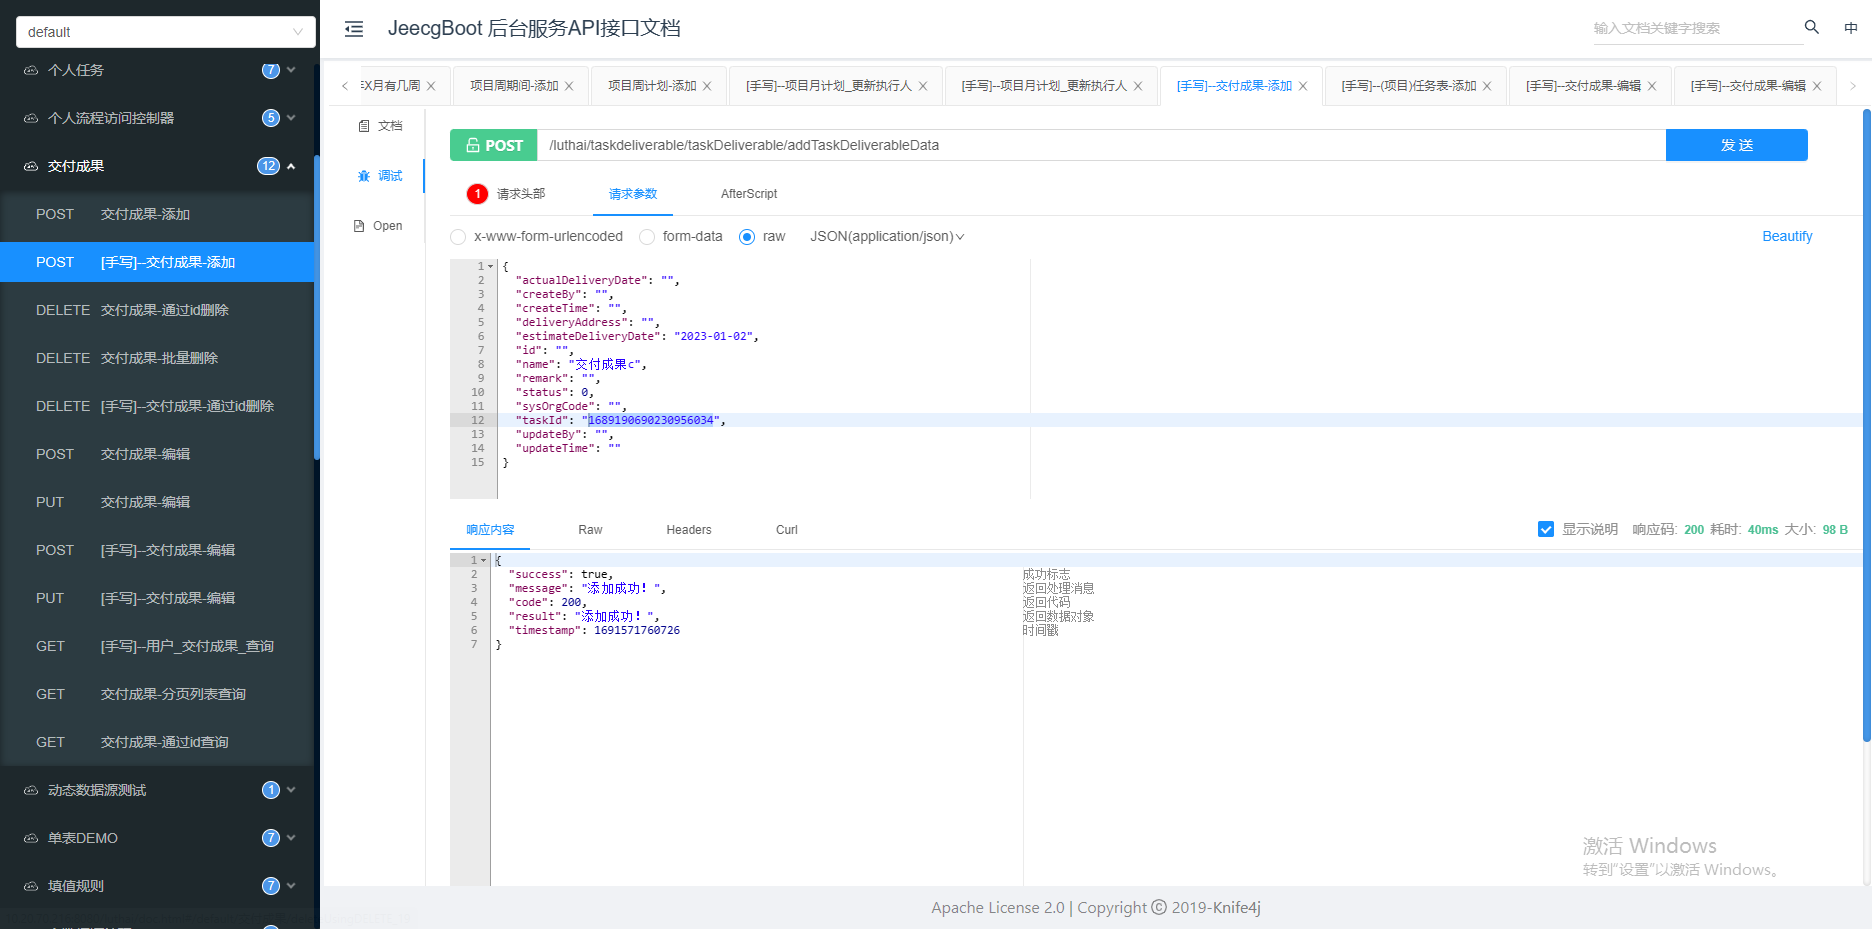 default
个人任务 7
个人流程访问控制器 5
交付成果 12
POST 交付成果-添加
POST [手写]--交付成果-添加
DELETE 交付成果-通过id删除
DELETE 交付成果-批量删除
DELETE [手写]--交付成果-通过id删除
POST 交付成果-编辑
PUT 交付成果-编辑
POST [手写]--交付成果-编辑
PUT [手写]--交付成果-编辑
GET [手写]--用户_交付成果_查询
GET 交付成果-分页列表查询
GET 交付成果-通过id查询
动态数据源测试 1
单表DEMO 7
填值规则 7
JeecgBoot 后台服务API接口文档
输入文档关键字搜索 中
X月有几周 项目周期间-添加 项目周计划-添加 [手写]--项目月计划_更新执行人 [手写]--项目月计划_更新执行人 [手写]--交付成果-添加 [手写]--(项目)任务表-添加 [手写]--交付成果-编辑 [手写]--交付成果-编辑
文档
调试
Open
POST /luthai/taskdeliverable/taskDeliverable/addTaskDeliverableData 发 送
1 请求头部 请求参数 AfterScript
x-www-form-urlencoded form-data raw JSON(application/json) Beautify
1 {
2 "actualDeliveryDate": "",
3 "createBy": "",
4 "createTime": "",
5 "deliveryAddress": "",
6 "estimateDeliveryDate": "2023-01-02",
7 "id": "",
8 "name": "交付成果c",
9 "remark": "",
10 "status": 0,
11 "sysOrgCode": "",
12 "taskId": "1689190690230956034",
13 "updateBy": "",
14 "updateTime": ""
15 }
响应内容 Raw Headers Curl 显示说明 响应码: 200 耗时: 40ms 大小: 98 B
1 {
2 "success": true, 成功标志
3 "message": "添加成功！", 返回处理消息
4 "code": 200, 返回代码
5 "result": "添加成功！", 返回数据对象
6 "timestamp": 1691571760726 时间戳
7 }
激活 Windows
转到"设置"以激活 Windows。
Apache License 2.0 | Copyright © 2019-Knife4j